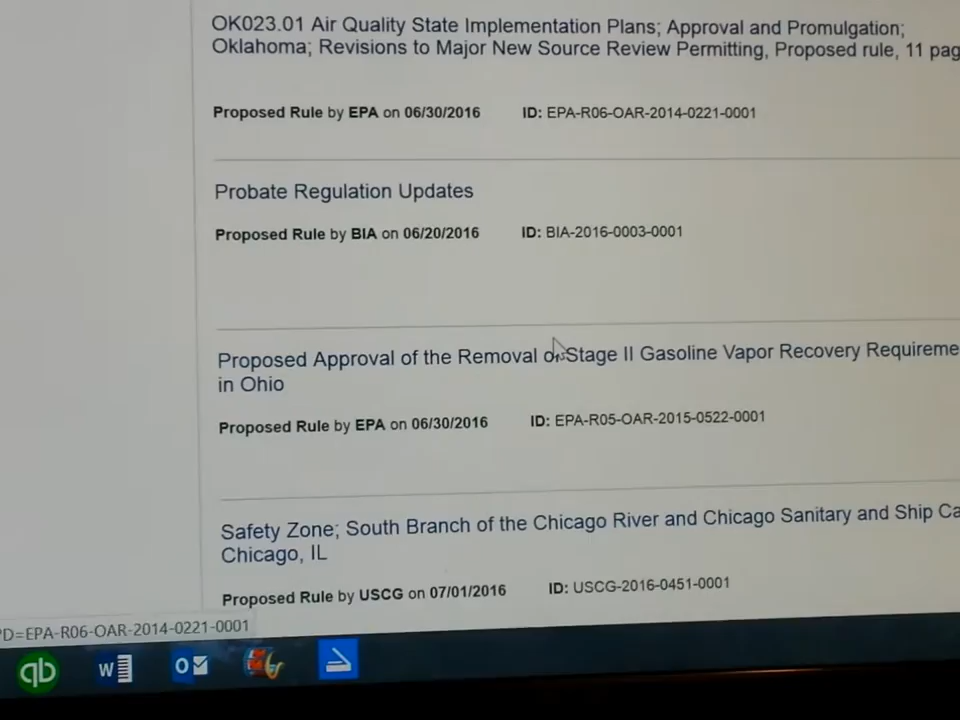 OK023.01 Air Quality State Implementation Plans; Approval and Promulgation;
Oklahoma; Revisions to Major New Source Review Permitting, Proposed rule, 11 pag
Proposed Rule by EPA on 06/30/2016 ID: EPA-R06-OAR-2014-0221-0001
Probate Regulation Updates
Proposed Rule by BIA on 06/20/2016 ID: BIA-2016-0003-0001
Proposed Approval of the Removal of Stage II Gasoline Vapor Recovery Requireme
in Ohio
Proposed Rule by EPA on 06/30/2016 ID: EPA-R05-OAR-2015-0522-0001
Safety Zone; South Branch of the Chicago River and Chicago Sanitary and Ship Ca
Chicago, IL
Proposed Rule by USCG on 07/01/2016 ID: USCG-2016-0451-0001
D=EPA-R06-OAR-2014-0221-0001
qb W O